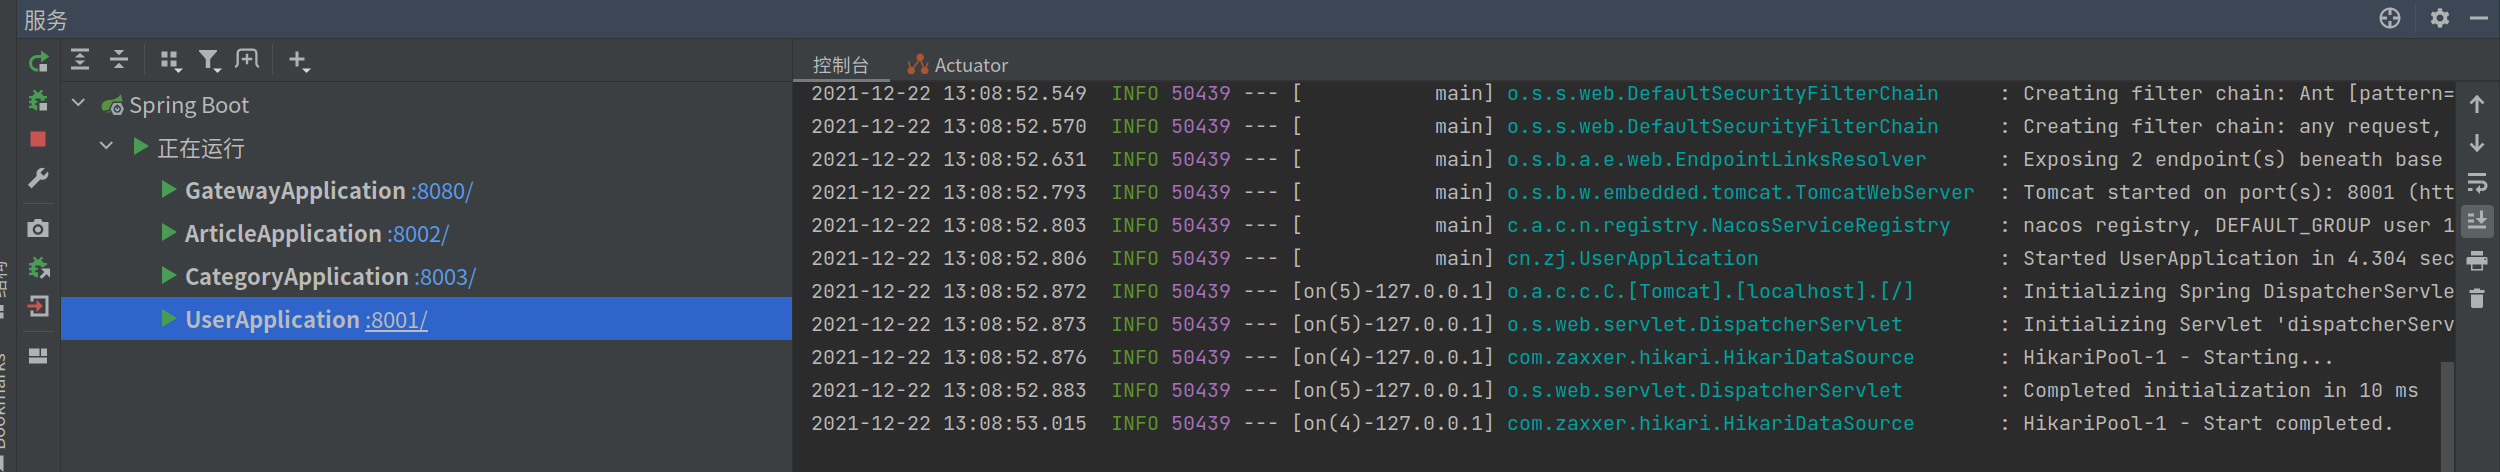 服务
控制台
Actuator
Spring Boot
正在运行
GatewayApplication :8080/
ArticleApplication :8002/
CategoryApplication :8003/
UserApplication :8001/
2021-12-22 13:08:52.549  INFO 50439 --- [           main] o.s.s.web.DefaultSecurityFilterChain     : Creating filter chain: Ant [pattern=
2021-12-22 13:08:52.570  INFO 50439 --- [           main] o.s.s.web.DefaultSecurityFilterChain     : Creating filter chain: any request,
2021-12-22 13:08:52.631  INFO 50439 --- [           main] o.s.b.a.e.web.EndpointLinksResolver      : Exposing 2 endpoint(s) beneath base
2021-12-22 13:08:52.793  INFO 50439 --- [           main] o.s.b.w.embedded.tomcat.TomcatWebServer  : Tomcat started on port(s): 8001 (htt
2021-12-22 13:08:52.803  INFO 50439 --- [           main] c.a.c.n.registry.NacosServiceRegistry    : nacos registry, DEFAULT_GROUP user 1
2021-12-22 13:08:52.806  INFO 50439 --- [           main] cn.zj.UserApplication                    : Started UserApplication in 4.304 sec
2021-12-22 13:08:52.872  INFO 50439 --- [on(5)-127.0.0.1] o.a.c.c.C.[Tomcat].[localhost].[/]       : Initializing Spring DispatcherServle
2021-12-22 13:08:52.873  INFO 50439 --- [on(5)-127.0.0.1] o.s.web.servlet.DispatcherServlet        : Initializing Servlet 'dispatcherServ
2021-12-22 13:08:52.876  INFO 50439 --- [on(4)-127.0.0.1] com.zaxxer.hikari.HikariDataSource       : HikariPool-1 - Starting...
2021-12-22 13:08:52.883  INFO 50439 --- [on(5)-127.0.0.1] o.s.web.servlet.DispatcherServlet        : Completed initialization in 10 ms
2021-12-22 13:08:53.015  INFO 50439 --- [on(4)-127.0.0.1] com.zaxxer.hikari.HikariDataSource       : HikariPool-1 - Start completed.